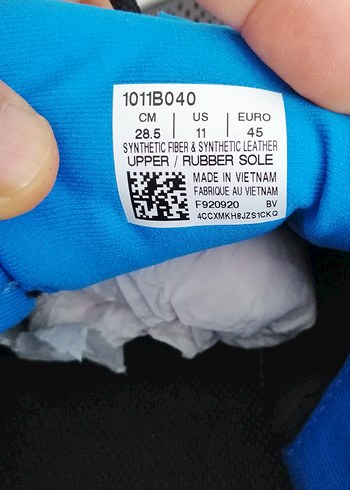 1011B040
CM | US | EURO
28.5 | 11 | 45
SYNTHETIC FIBER & SYNTHETIC LEATHER
UPPER / RUBBER SOLE
MADE IN VIETNAM
FABRIQUE AU VIETNAM
F920920 BV
4CCXMKH8JZS1CKQ